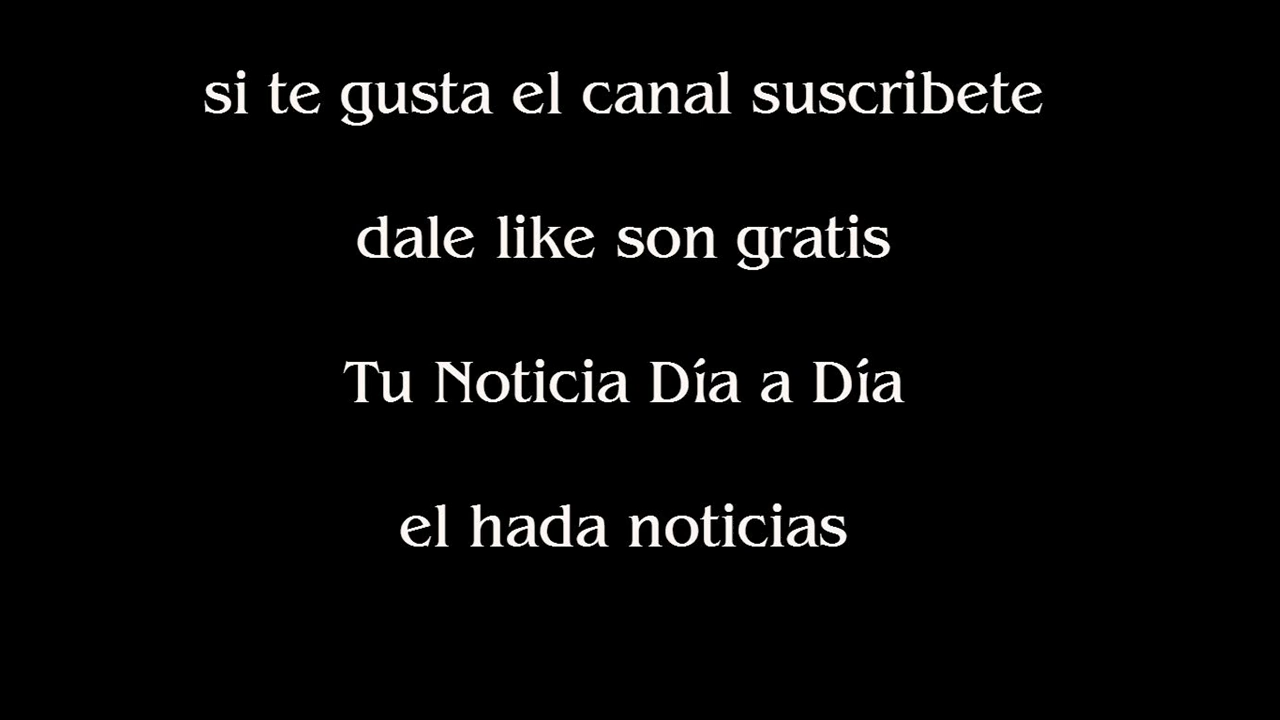 si te gusta el canal suscribete
dale like son gratis
Tu Noticia Día a Día
el hada noticias